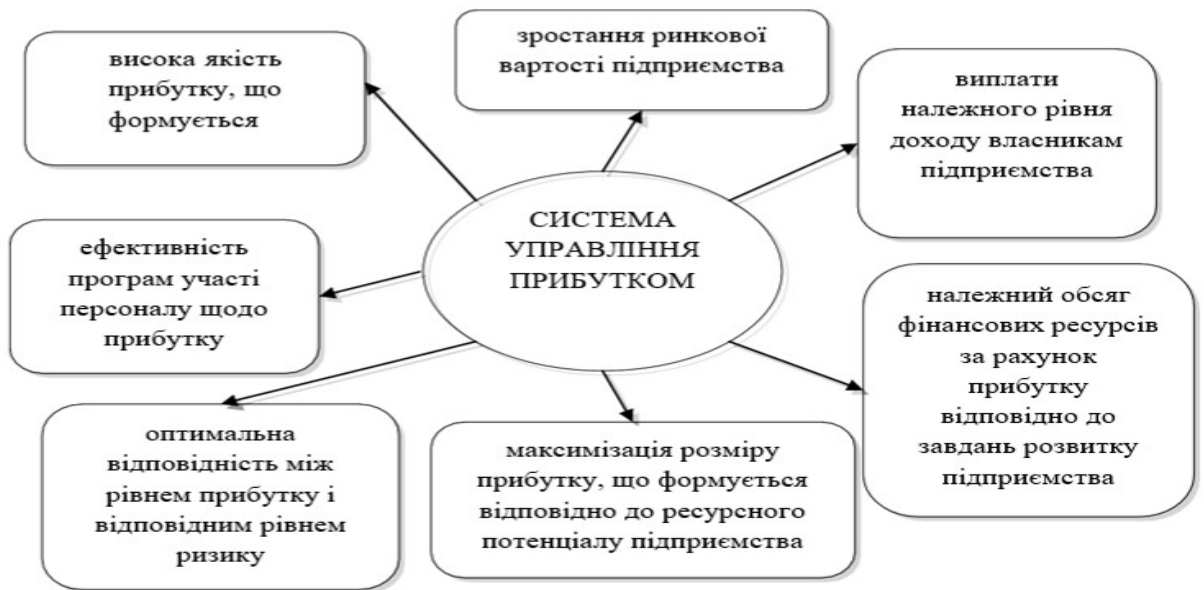 висока якість
прибутку, що
формується
зростання ринкової
вартості підприємства
виплати
належного рівня
доходу власникам
підприємства
СИСТЕМА
УПРАВЛІННЯ
ПРИБУТКОМ
ефективність
програм участі
персоналу щодо
прибутку
належний обсяг
фінансових ресурсів
за рахунок
прибутку
відповідно до
завдань розвитку
підприємства
оптимальна
відповідність між
рівнем прибутку і
відповідним рівнем
ризику
максимізація розміру
прибутку, що формується
відповідно до ресурсного
потенціалу підприємства